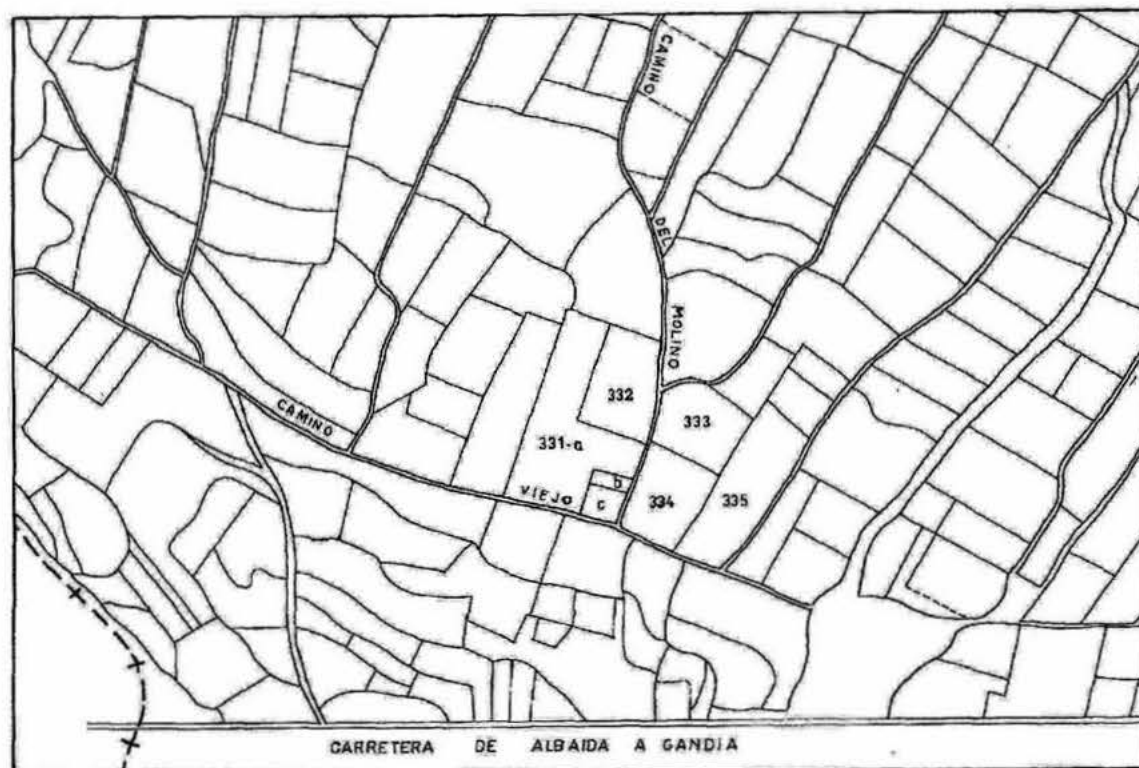 CAMINO
DEL
MOLINO
332
CAMINO
333
331-a
b
VIEJO
c
334
335
CARRETERA DE ALBAIDA A GANDIA